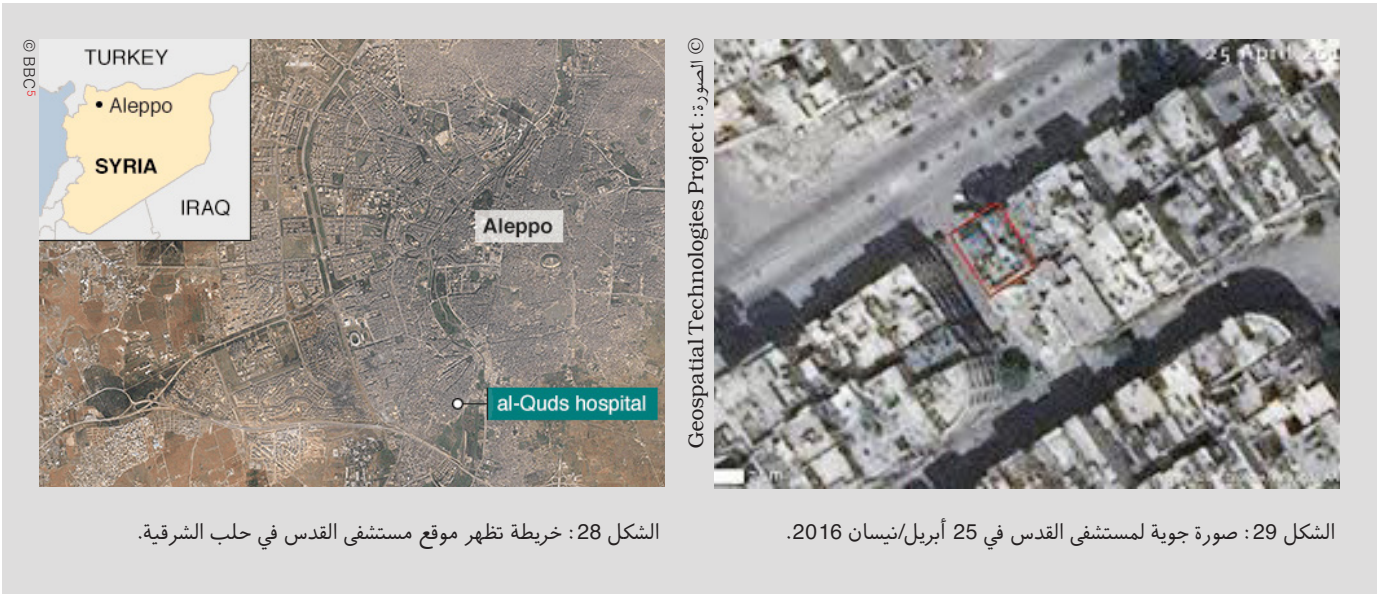 © BBC5
TURKEY
Aleppo
SYRIA
IRAQ
Aleppo
al-Quds hospital
الشكل 28: خريطة تظهر موقع مستشفى القدس في حلب الشرقية.
© الصورة: Geospatial Technologies Project
25 April 201
m
الشكل 29: صورة جوية لمستشفى القدس في 25 أبريل/نيسان 2016.